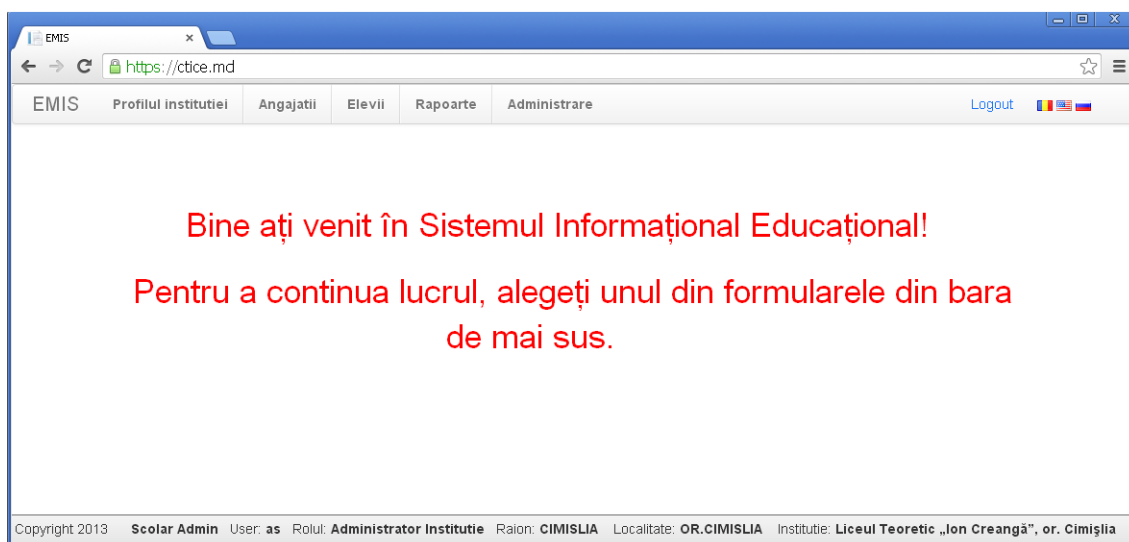 EMIS
https://ctice.md
EMIS Profilul institutiei Angajatii Elevii Rapoarte Administrare Logout
Bine ați venit în Sistemul Informațional Educațional!
Pentru a continua lucrul, alegeți unul din formularele din bara
de mai sus.
Copyright 2013 Scolar Admin User: as Rolul: Administrator Institutie Raion: CIMISLIA Localitate: OR.CIMISLIA Institutie: Liceul Teoretic „Ion Creangă”, or. Cimişlia